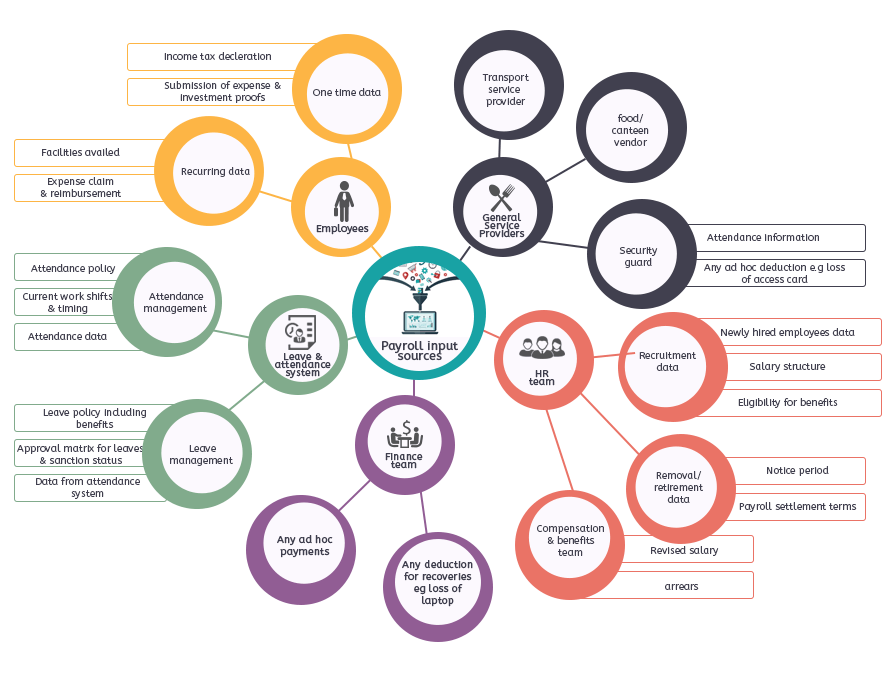 Income tax decleration
Submission of expense &
investment proofs
One time data
Facilities availed
Expense claim
& reimbursement
Recurring data
Employees
Transport
service
provider
food/
canteen
vendor
General
Service
Providers
Security
guard
Attendance information
Any ad hoc deduction e.g loss
of access card
Attendance policy
Current work shifts
& timing
Attendance data
Attendance
management
Leave &
attendance
system
Leave policy including
benefits
Approval matrix for leaves
& sanction status
Data from attendance
system
Leave
management
Payroll input
sources
HR
team
Recruitment
data
Newly hired employees data
Salary structure
Eligibility for benefits
Removal/
retirement
data
Notice period
Payroll settlement terms
Compensation
& benefits
team
Revised salary
arrears
$
Finance
team
Any ad hoc
payments
Any deduction
for recoveries
eg loss of
laptop